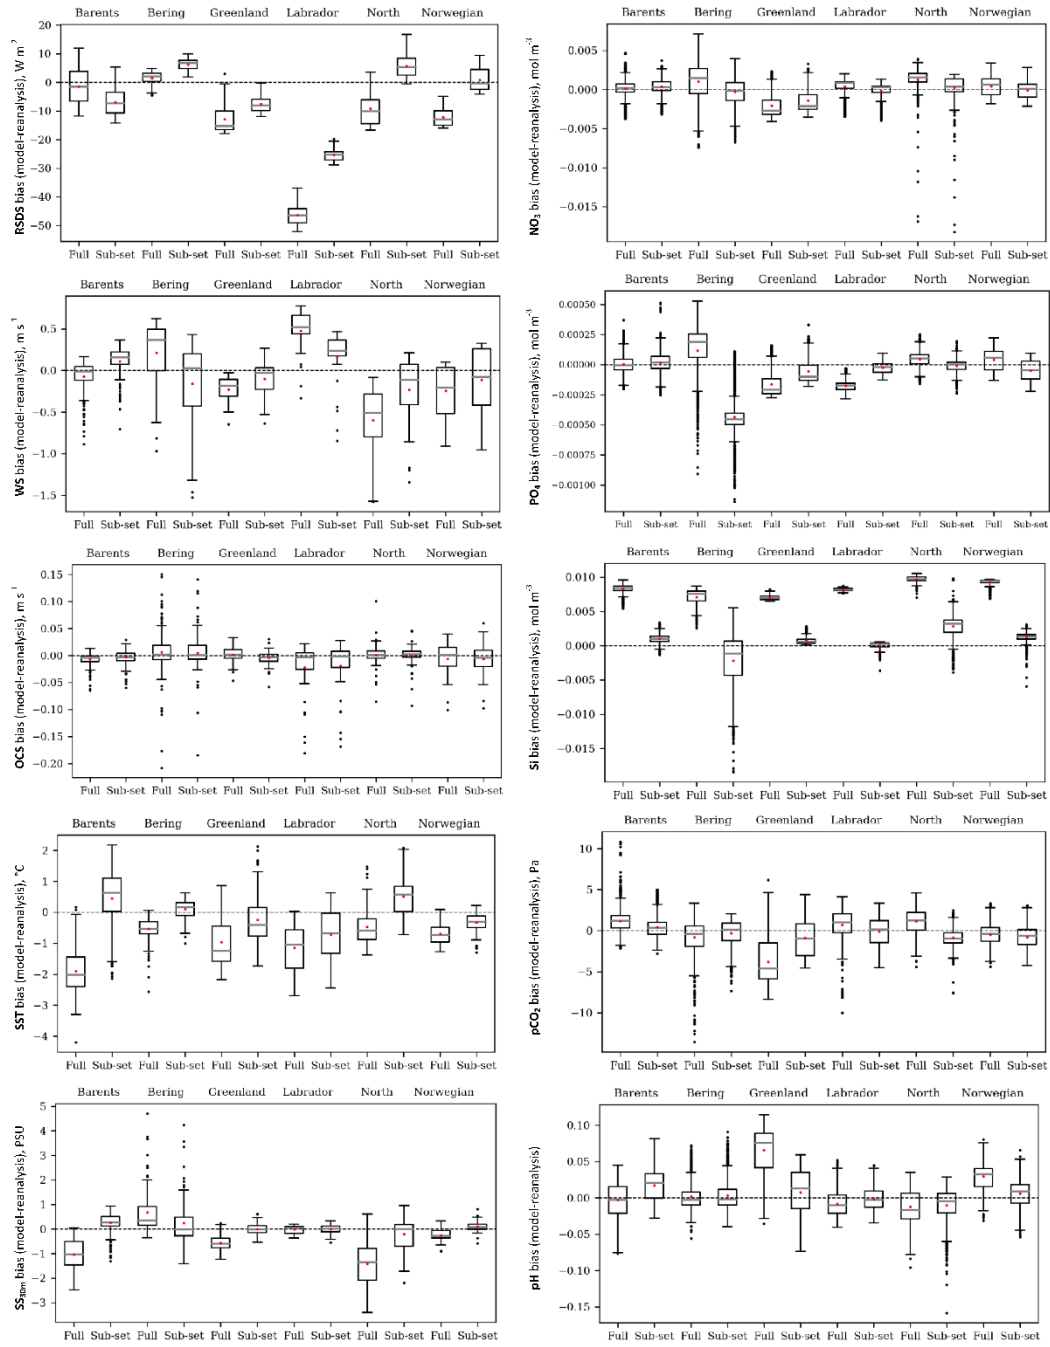 Barents Bering Greenland Labrador North Norwegian
RSDS bias (model-reanalysis), W m⁻²
20
10
0
−10
−20
−30
−40
−50
Full Sub-set Full Sub-set Full Sub-set Full Sub-set Full Sub-set Full Sub-set
Barents Bering Greenland Labrador North Norwegian
NO₃ bias (model-reanalysis), mol m⁻³
0.005
0.000
−0.005
−0.010
−0.015
Full Sub-set Full Sub-set Full Sub-set Full Sub-set Full Sub-set Full Sub-set
Barents Bering Greenland Labrador North Norwegian
WS bias (model-reanalysis), m s⁻¹
0.5
0.0
−0.5
−1.0
−1.5
Full Sub-set Full Sub-set Full Sub-set Full Sub-set Full Sub-set Full Sub-set
Barents Bering Greenland Labrador North Norwegian
PO₄ bias (model-reanalysis), mol m⁻³
0.00050
0.00025
0.00000
−0.00025
−0.00050
−0.00075
−0.00100
Full Sub-set Full Sub-set Full Sub-set Full Sub-set Full Sub-set Full Sub-set
Barents Bering Greenland Labrador North Norwegian
OCS bias (model-reanalysis), m s⁻¹
0.15
0.10
0.05
0.00
−0.05
−0.10
−0.15
−0.20
Full Sub-set Full Sub-set Full Sub-set Full Sub-set Full Sub-set Full Sub-set
Barents Bering Greenland Labrador North Norwegian
Si bias (model-reanalysis), mol m⁻³
0.010
0.005
0.000
−0.005
−0.010
−0.015
Full Sub-set Full Sub-set Full Sub-set Full Sub-set Full Sub-set Full Sub-set
Barents Bering Greenland Labrador North Norwegian
SST bias (model-reanalysis), °C
2
1
0
−1
−2
−3
−4
Full Sub-set Full Sub-set Full Sub-set Full Sub-set Full Sub-set Full Sub-set
Barents Bering Greenland Labrador North Norwegian
pCO₂ bias (model-reanalysis), Pa
10
5
0
−5
−10
Full Sub-set Full Sub-set Full Sub-set Full Sub-set Full Sub-set Full Sub-set
Barents Bering Greenland Labrador North Norwegian
SS₃₀ₘ bias (model-reanalysis), PSU
5
4
3
2
1
0
−1
−2
−3
Full Sub-set Full Sub-set Full Sub-set Full Sub-set Full Sub-set Full Sub-set
Barents Bering Greenland Labrador North Norwegian
pH bias (model-reanalysis)
0.10
0.05
0.00
−0.05
−0.10
−0.15
Full Sub-set Full Sub-set Full Sub-set Full Sub-set Full Sub-set Full Sub-set